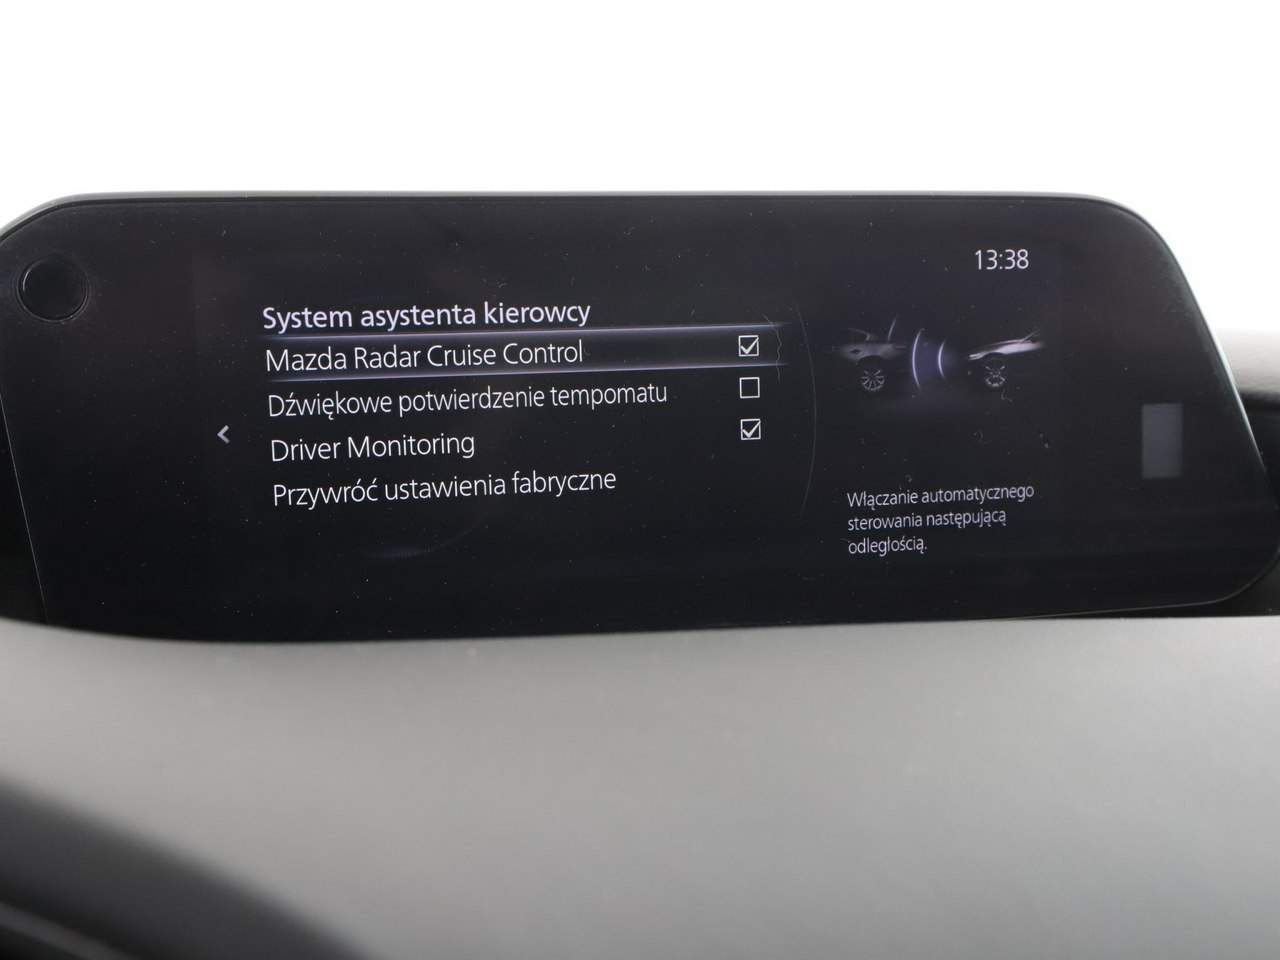 13:38
System asystenta kierowcy
Mazda Radar Cruise Control
Dźwiękowe potwierdzenie tempomatu
Driver Monitoring
Przywróć ustawienia fabryczne
Włączanie automatycznego
sterowania następującą
odległością.